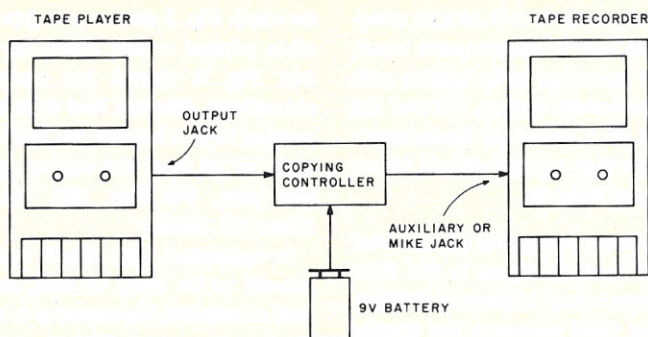 TAPE PLAYER
TAPE RECORDER
OUTPUT
JACK
COPYING
CONTROLLER
AUXILIARY OR
MIKE JACK
9V BATTERY